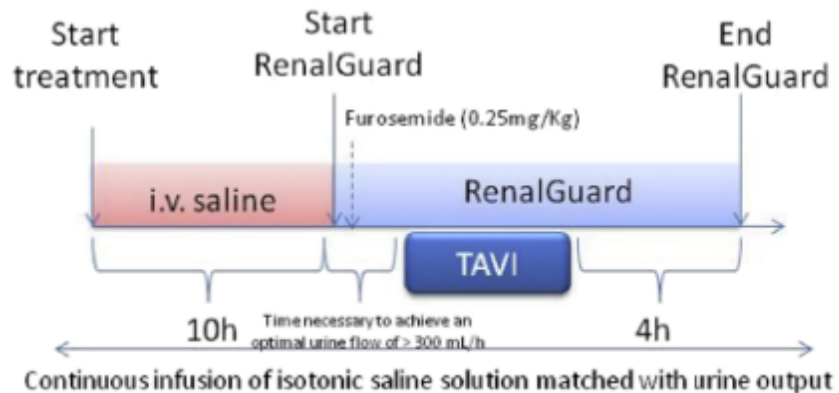 Start
treatment
Start
RenalGuard
End
RenalGuard
Furosemide (0.25mg/Kg)
i.v. saline
RenalGuard
TAVI
10h
Time necessary to achieve an
optimal urine flow of > 300 mL/h
4h
Continuous infusion of isotonic saline solution matched with urine output